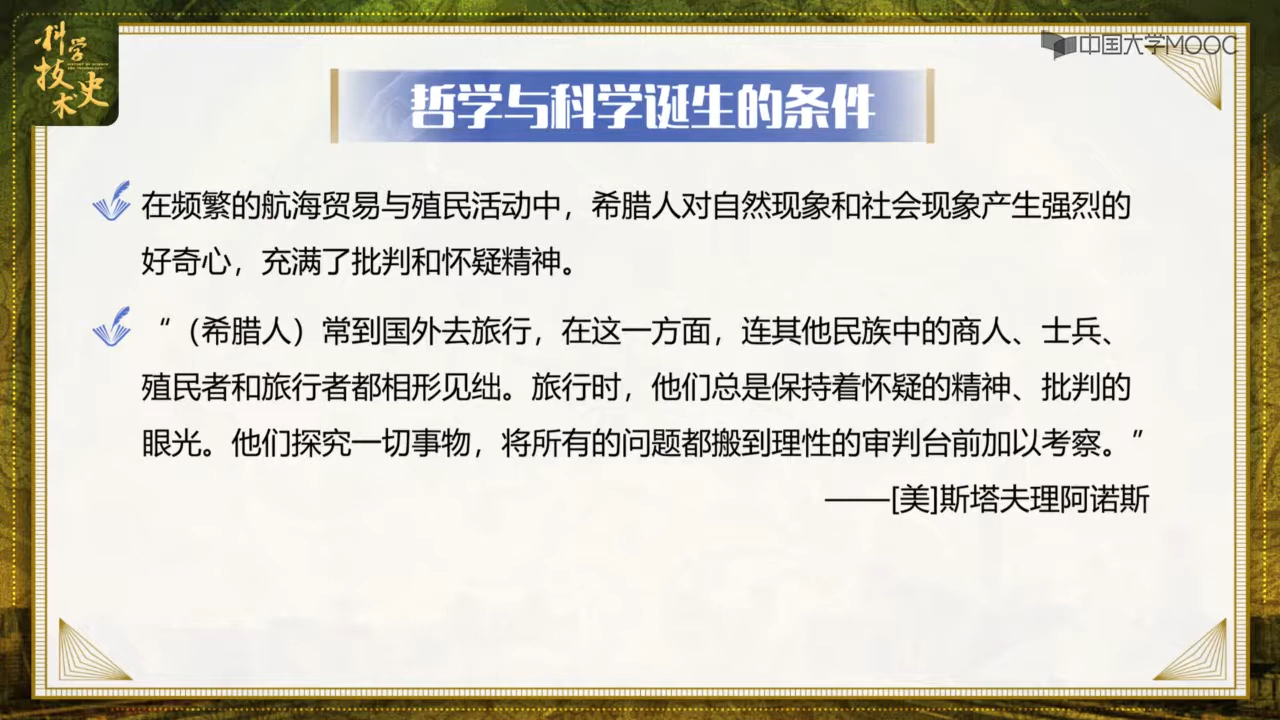 科学
技术史
HISTORY OF SCIENCE
AND TECHNOLOGY
中国大学MOOC
哲学与科学诞生的条件
在频繁的航海贸易与殖民活动中，希腊人对自然现象和社会现象产生强烈的
好奇心，充满了批判和怀疑精神。
“（希腊人）常到国外去旅行，在这一方面，连其他民族中的商人、士兵、
殖民者和旅行者都相形见绌。旅行时，他们总是保持着怀疑的精神、批判的
眼光。他们探究一切事物，将所有的问题都搬到理性的审判台前加以考察。”
——[美]斯塔夫理阿诺斯